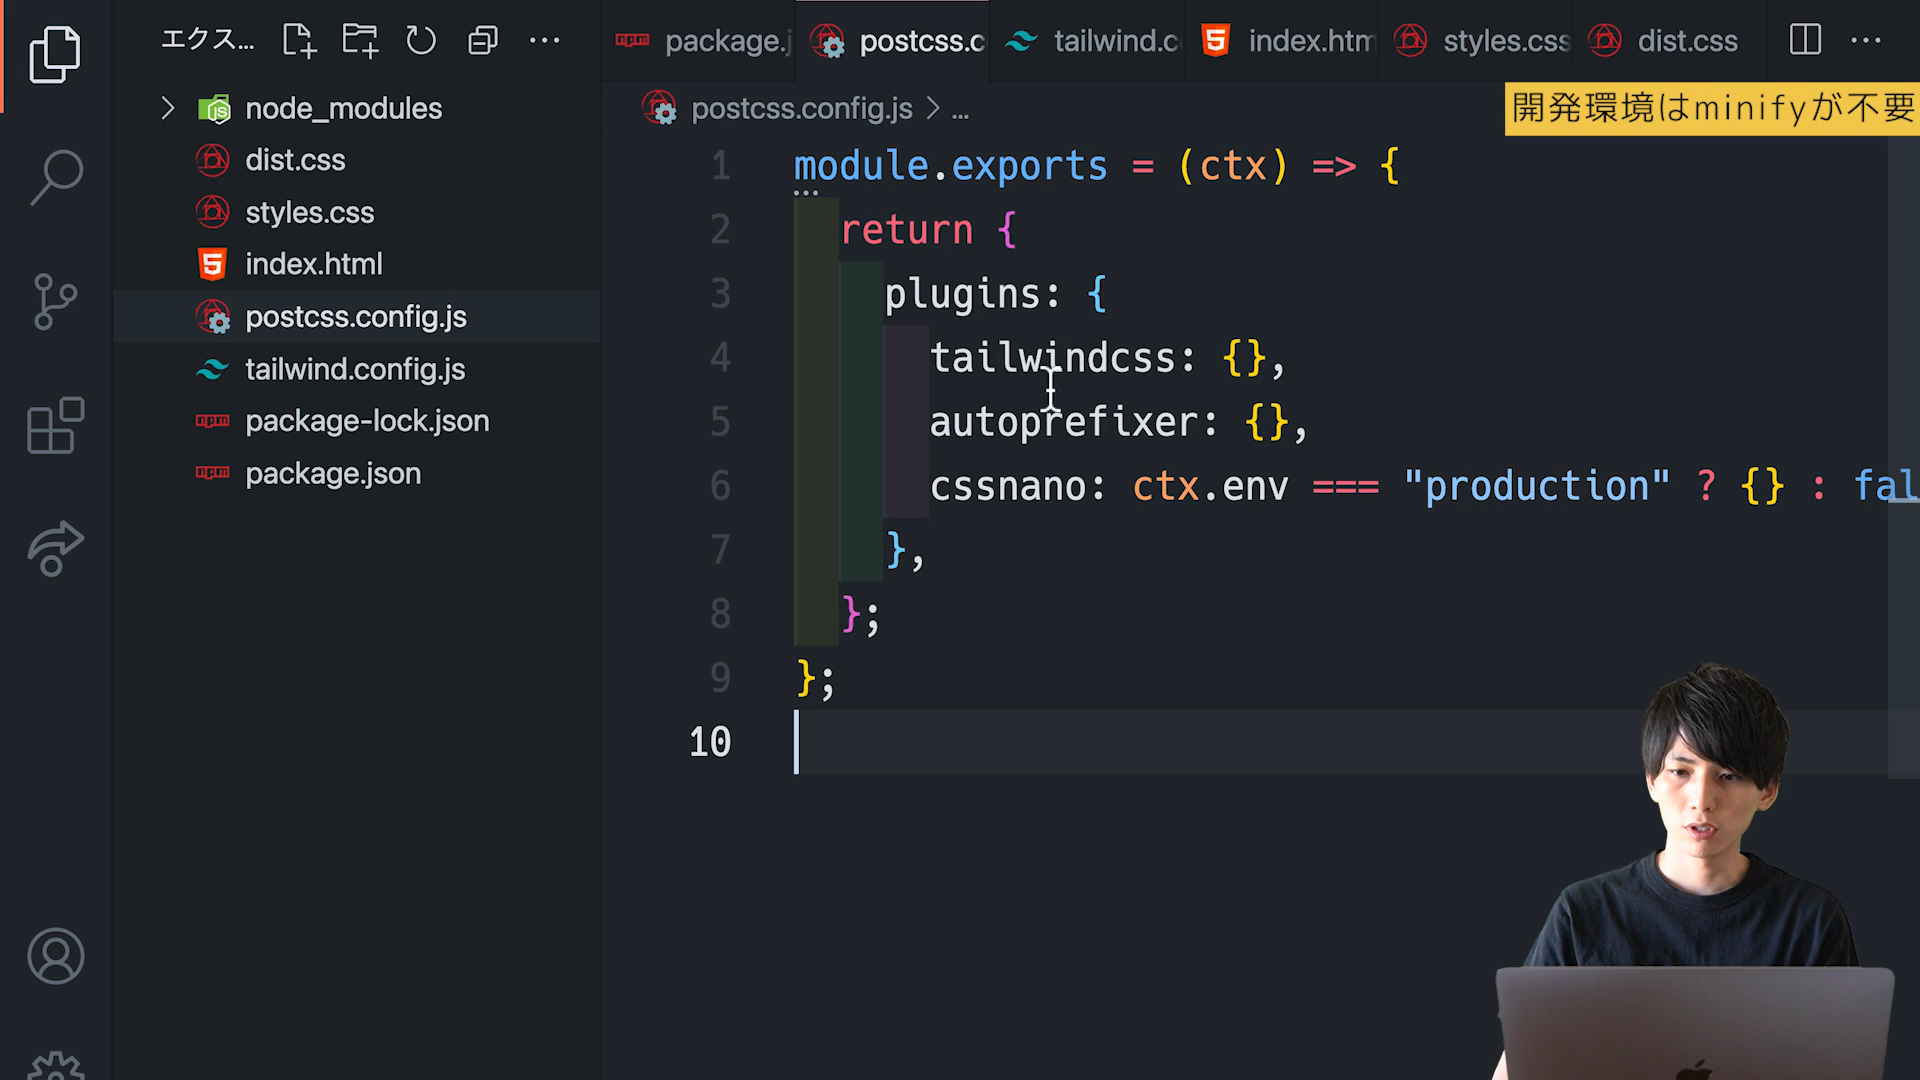 エクス...
package.j
postcss.c
tailwind.c
index.htm
styles.css
dist.css
node_modules
dist.css
styles.css
index.html
postcss.config.js
tailwind.config.js
package-lock.json
package.json
postcss.config.js > ...
開発環境はminifyが不要
1 module.exports = (ctx) => {
2 return {
3 plugins: {
4 tailwindcss: {},
5 autoprefixer: {},
6 cssnano: ctx.env === "production" ? {} : fal
7 },
8 };
9 };
10